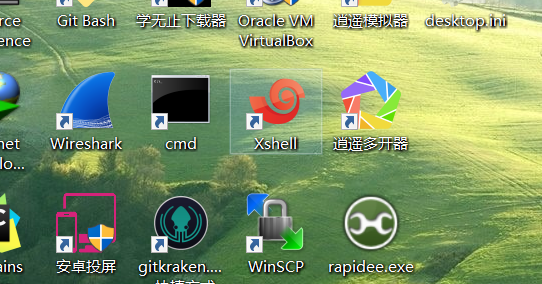 rce
ence
Git Bash
学无止下载器
Oracle VM
VirtualBox
逍遥模拟器
desktop.ini
net
lo...
Wireshark
cmd
Xshell
逍遥多开器
ains
安卓投屏
gitkraken....
WinSCP
rapidee.exe